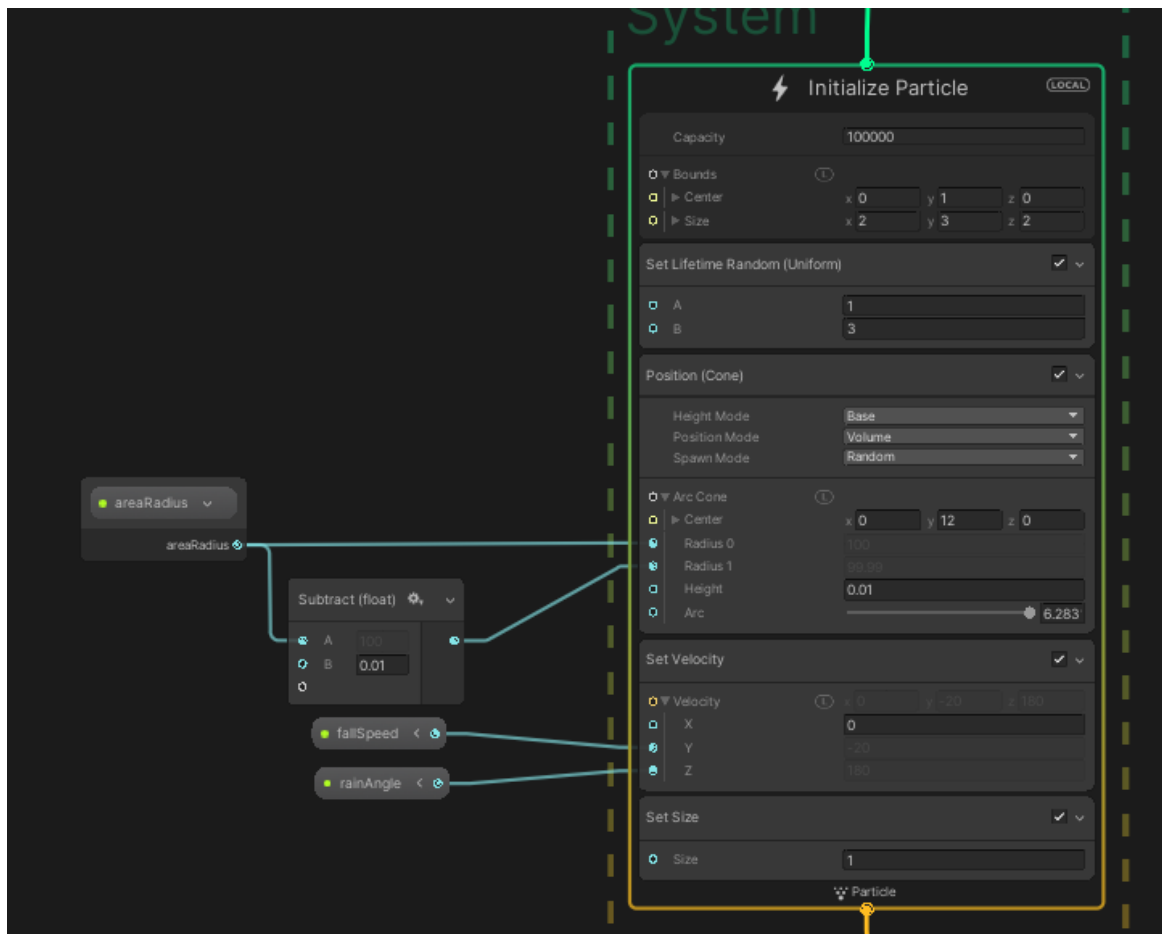 System
Initialize Particle
LOCAL
Capacity 100000
Bounds L
Center x 0 y 1 z 0
Size x 2 y 3 z 2
Set Lifetime Random (Uniform)
A 1
B 3
Position (Cone)
Height Mode Base
Position Mode Volume
Spawn Mode Random
Arc Cone L
Center x 0 y 12 z 0
Radius 0 100
Radius 1 99.99
Height 0.01
Arc 6.283
Set Velocity
Velocity L x 0 y -20 z 180
X 0
Y -20
Z 180
Set Size
Size 1
Particle
areaRadius
areaRadius
Subtract (float)
A 100
B 0.01
fallSpeed
rainAngle